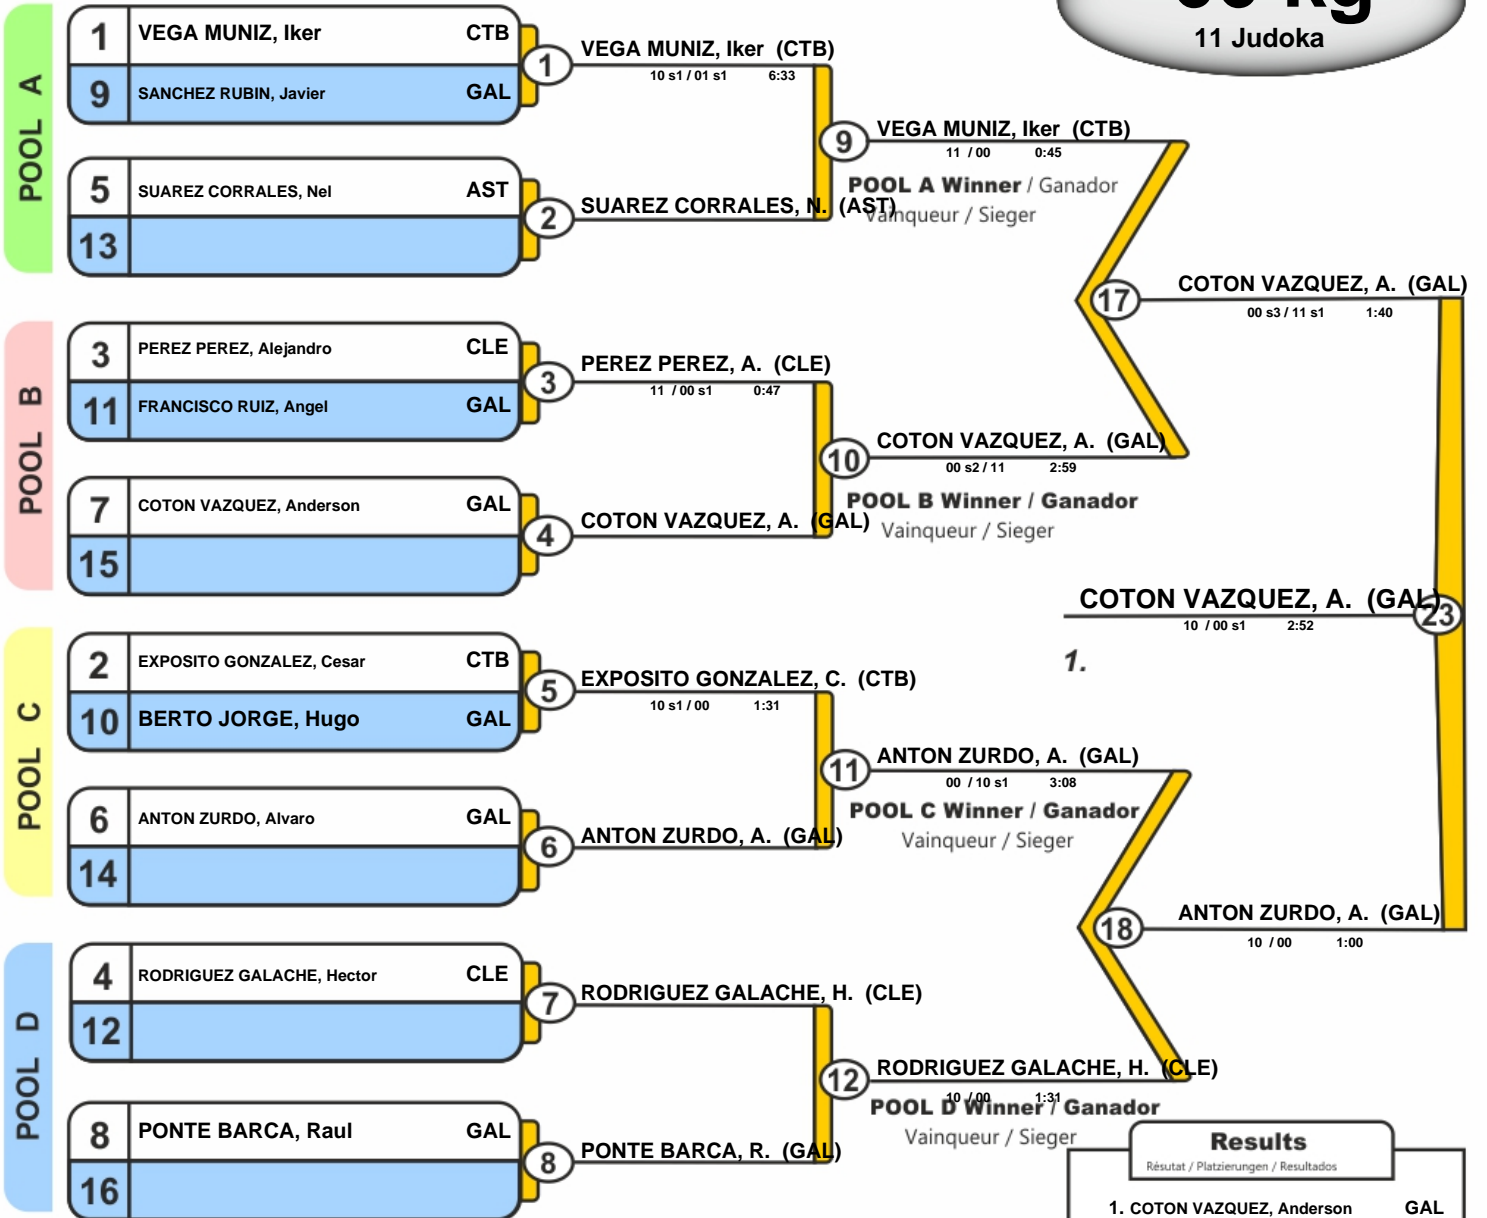 11 Judoka
POOL A
1 VEGA MUNIZ, Iker CTB
9 SANCHEZ RUBIN, Javier GAL
5 SUAREZ CORRALES, Nel AST
13
1 VEGA MUNIZ, Iker (CTB)
10 s1 / 01 s1 6:33
2 SUAREZ CORRALES, N. (AST)
9 VEGA MUNIZ, Iker (CTB)
11 / 00 0:45
POOL A Winner / Ganador
Vainqueur / Sieger
POOL B
3 PEREZ PEREZ, Alejandro CLE
11 FRANCISCO RUIZ, Angel GAL
7 COTON VAZQUEZ, Anderson GAL
15
3 PEREZ PEREZ, A. (CLE)
11 / 00 s1 0:47
4 COTON VAZQUEZ, A. (GAL)
10 COTON VAZQUEZ, A. (GAL)
00 s2 / 11 2:59
POOL B Winner / Ganador
Vainqueur / Sieger
17 COTON VAZQUEZ, A. (GAL)
00 s3 / 11 s1 1:40
COTON VAZQUEZ, A. (GAL) 23
10 / 00 s1 2:52
1.
POOL C
2 EXPOSITO GONZALEZ, Cesar CTB
10 BERTO JORGE, Hugo GAL
6 ANTON ZURDO, Alvaro GAL
14
5 EXPOSITO GONZALEZ, C. (CTB)
10 s1 / 00 1:31
6 ANTON ZURDO, A. (GAL)
11 ANTON ZURDO, A. (GAL)
00 / 10 s1 3:08
POOL C Winner / Ganador
Vainqueur / Sieger
18 ANTON ZURDO, A. (GAL)
10 / 00 1:00
POOL D
4 RODRIGUEZ GALACHE, Hector CLE
12
8 PONTE BARCA, Raul GAL
16
7 RODRIGUEZ GALACHE, H. (CLE)
8 PONTE BARCA, R. (GAL)
12 RODRIGUEZ GALACHE, H. (CLE)
10 / 00 1:31
POOL D Winner / Ganador
Vainqueur / Sieger
Results
Résutat / Platzierungen / Resultados
1. COTON VAZQUEZ, Anderson GAL